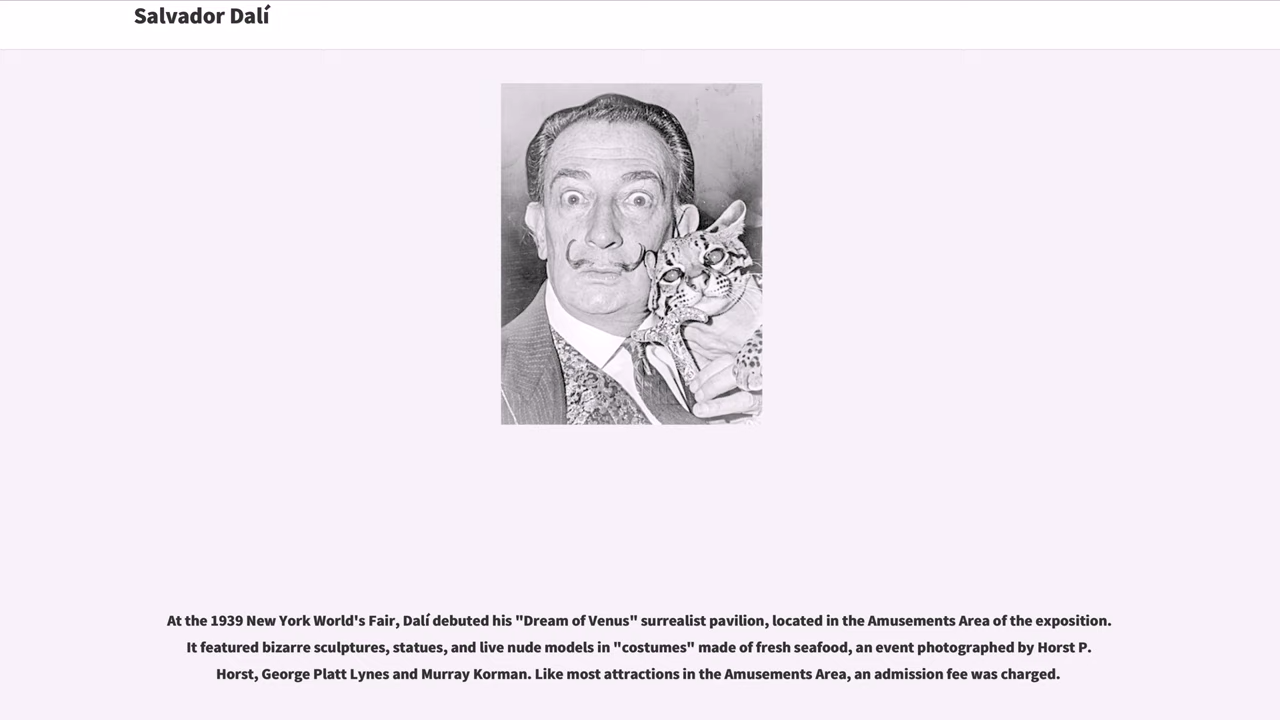 Salvador Dalí
At the 1939 New York World's Fair, Dalí debuted his "Dream of Venus" surrealist pavilion, located in the Amusements Area of the exposition.
It featured bizarre sculptures, statues, and live nude models in "costumes" made of fresh seafood, an event photographed by Horst P.
Horst, George Platt Lynes and Murray Korman. Like most attractions in the Amusements Area, an admission fee was charged.